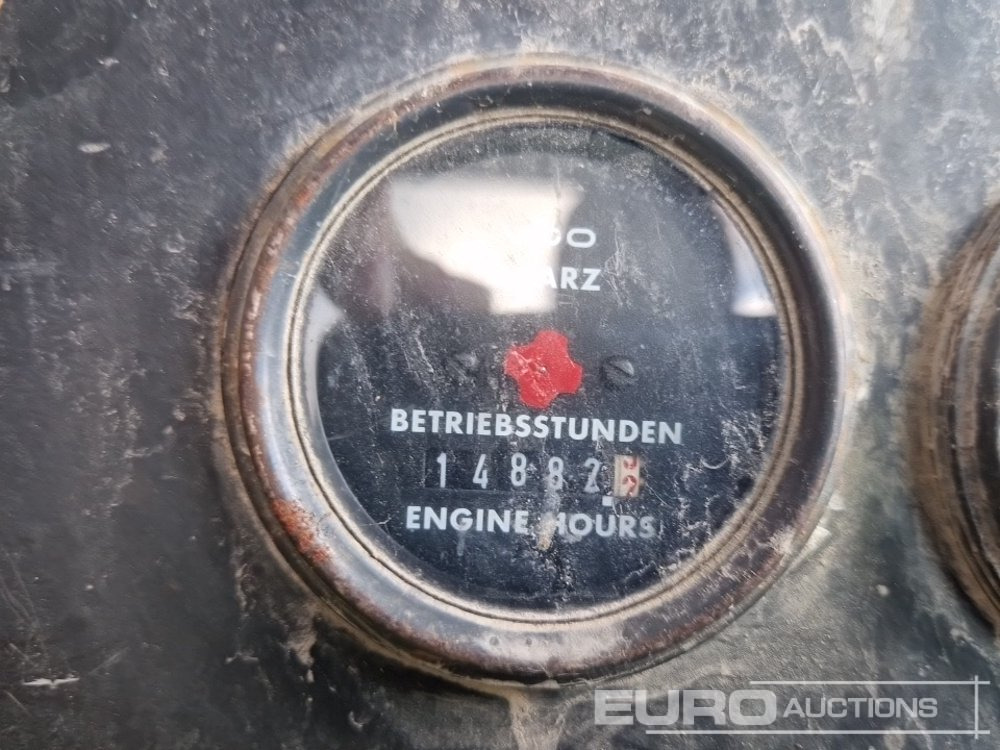 BETRIEBSSTUNDEN
14882
ENGINE HOURS
EURO AUCTIONS